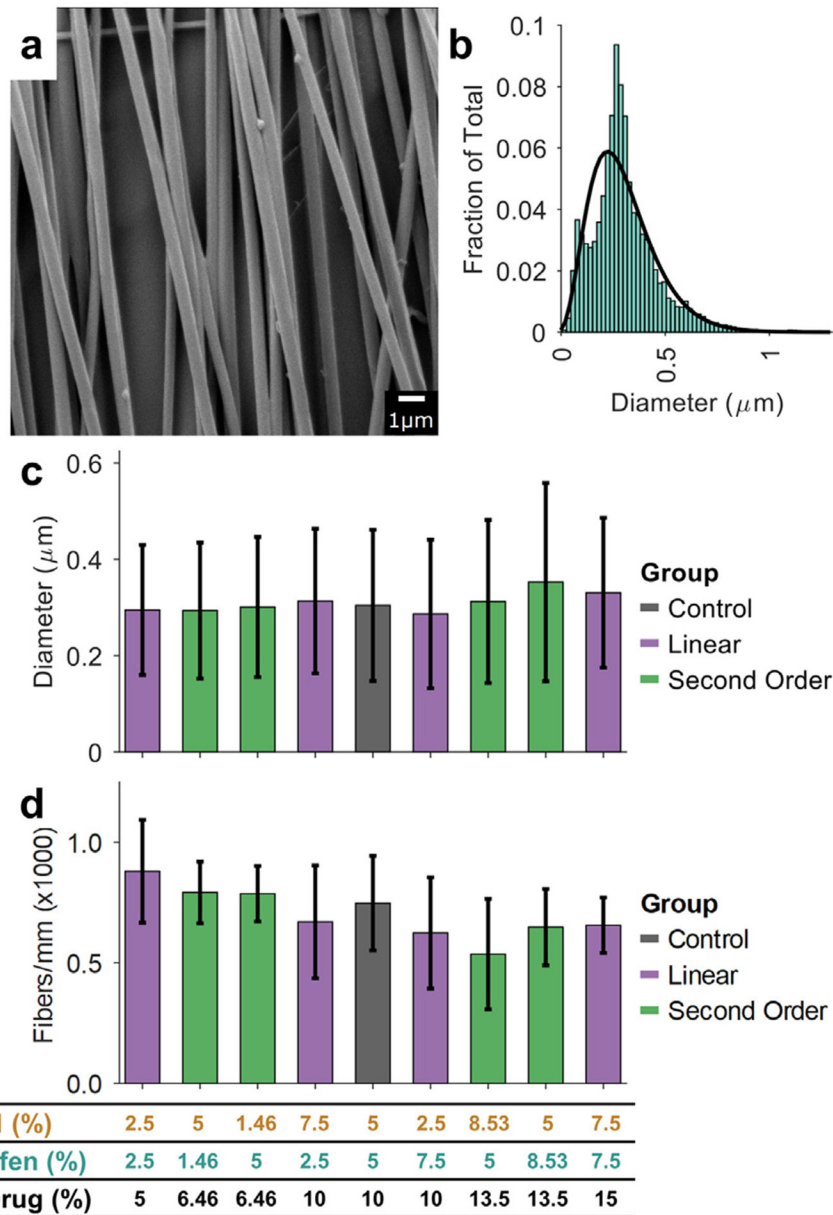 a
1μm
b
0.1
0.08
0.06
0.04
0.02
0
Fraction of Total
0
0.5
1
Diameter (μm)
c
0.6
0.4
0.2
0
Diameter (μm)
Group
Control
Linear
Second Order
d
1.0
0.5
0.0
Fibers/mm (x1000)
Group
Control
Linear
Second Order
(%) 2.5 5 1.46 7.5 5 2.5 8.53 5 7.5
fen (%) 2.5 1.46 5 2.5 5 7.5 5 8.53 7.5
rug (%) 5 6.46 6.46 10 10 10 13.5 13.5 15